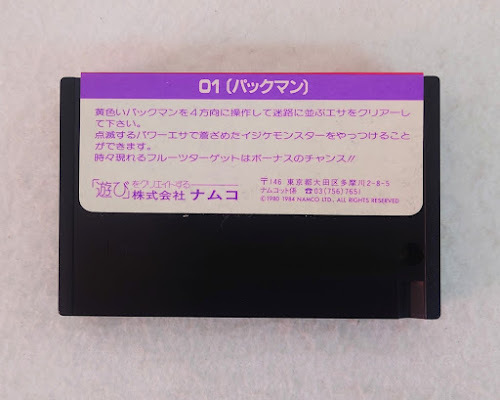 01(パックマン)
黄色いパックマンを4方向に操作して迷路に並ぶエサをクリアーし
て下さい。
点滅するパワーエサで蒼ざめたイジケモンスターをやっつけること
ができます。
時々現れるフルーツターゲットはボーナスのチャンス!!
「遊び」をクリエイトする
株式会社 ナムコ
〒146 東京都大田区多摩川2-8-5
ナムコット係 ☎03(756)7651
©1980 1984 NAMCO LTD., ALL RIGHTS RESERVED